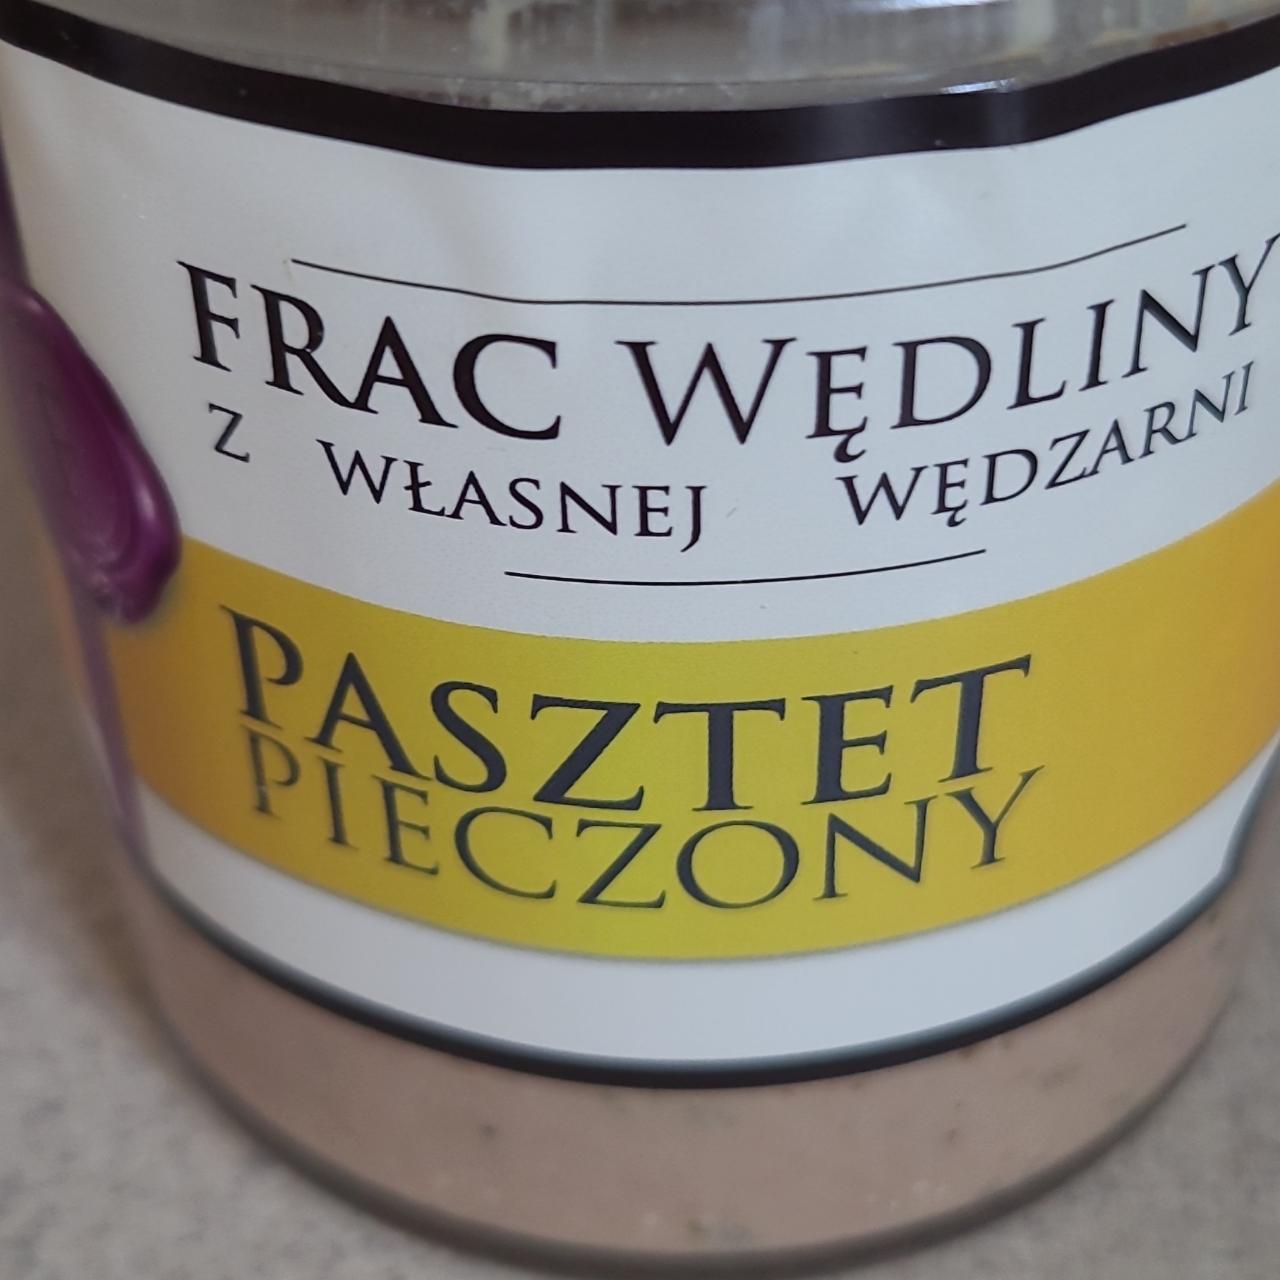 FRAC WĘDLINY
Z WŁASNEJ WĘDZARNI
PASZTET
PIECZONY